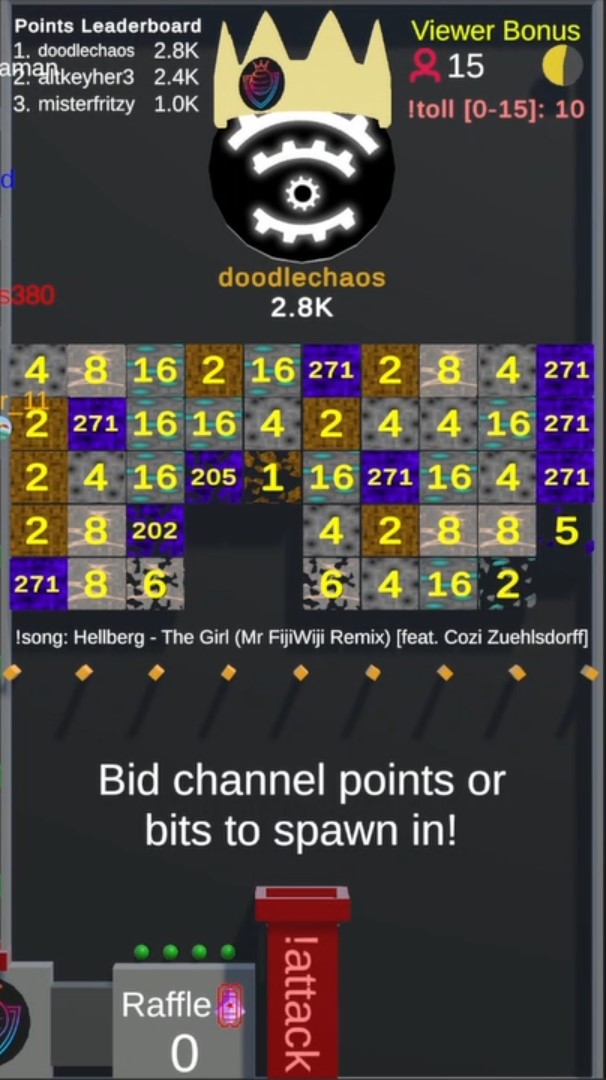 Points Leaderboard
1. doodlechaos 2.8K
aman
2. altkeyher3 2.4K
3. misterfritzy 1.0K
Viewer Bonus
15
!toll [0-15]: 10
d
s380
doodlechaos
2.8K
4 8 16 2 16 271 2 8 4 271
r_11
2 271 16 16 4 2 4 4 16 271
2 4 16 205 1 16 271 16 4 271
2 8 202 4 2 8 8 5
271 8 6 6 4 16 2
!song: Hellberg - The Girl (Mr FijiWiji Remix) [feat. Cozi Zuehlsdorff]
Bid channel points or
bits to spawn in!
!attack
Raffle
0